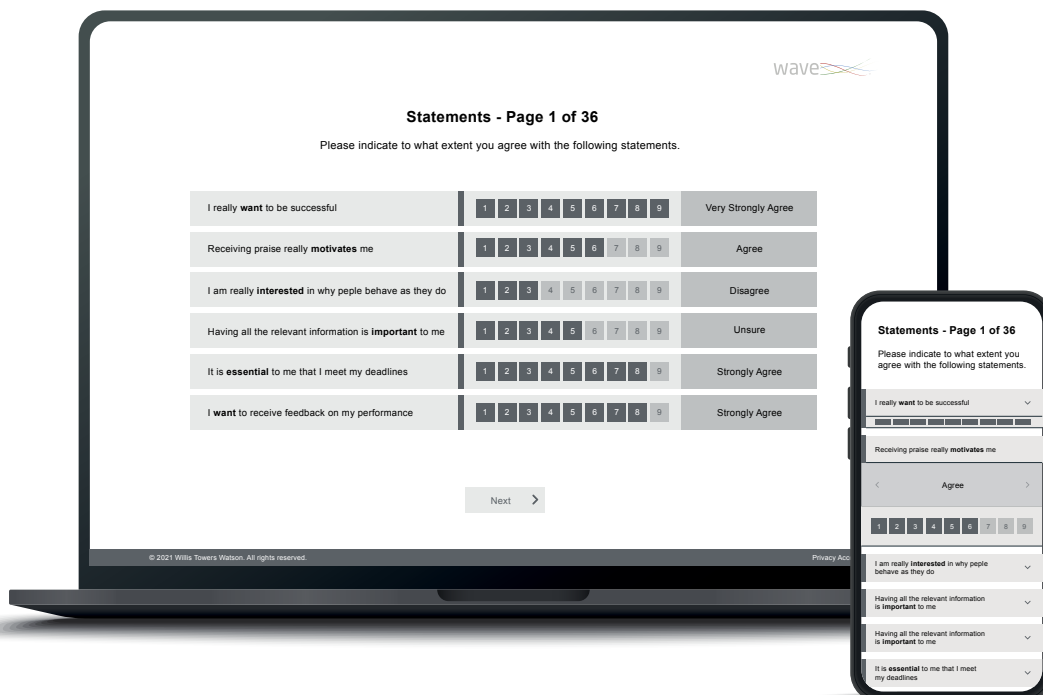 wave
Statements - Page 1 of 36
Please indicate to what extent you agree with the following statements.
I really want to be successful 1 2 3 4 5 6 7 8 9 Very Strongly Agree
Receiving praise really motivates me 1 2 3 4 5 6 7 8 9 Agree
I am really interested in why peple behave as they do 1 2 3 4 5 6 7 8 9 Disagree
Having all the relevant information is important to me 1 2 3 4 5 6 7 8 9 Unsure
It is essential to me that I meet my deadlines 1 2 3 4 5 6 7 8 9 Strongly Agree
I want to receive feedback on my performance 1 2 3 4 5 6 7 8 9 Strongly Agree
Next
© 2021 Willis Towers Watson. All rights reserved. Privacy Acc
Statements - Page 1 of 36
Please indicate to what extent you
agree with the following statements.
I really want to be successful
Receiving praise really motivates me
Agree
1 2 3 4 5 6 7 8 9
I am really interested in why peple
behave as they do
Having all the relevant information
is important to me
Having all the relevant information
is important to me
It is essential to me that I meet
my deadlines